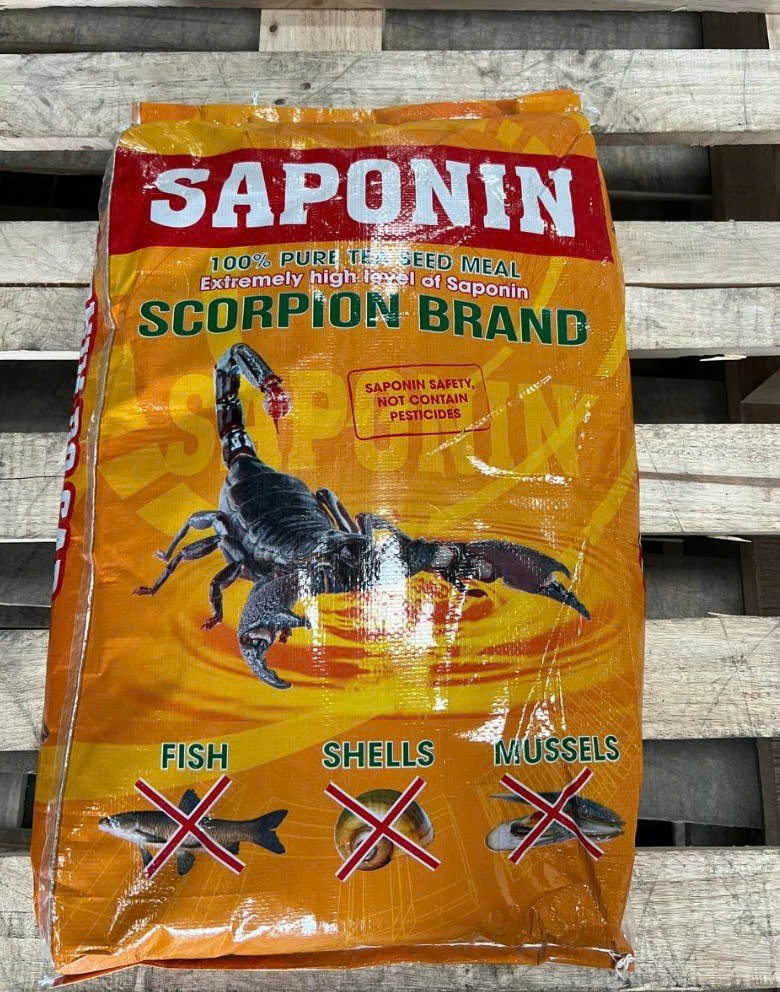 SAPONIN
100% PURE TEA SEED MEAL
Extremely high level of Saponin
SCORPION BRAND
SAPONIN
SAPONIN SAFETY,
NOT CONTAIN
PESTICIDES
FISH
SHELLS
MUSSELS